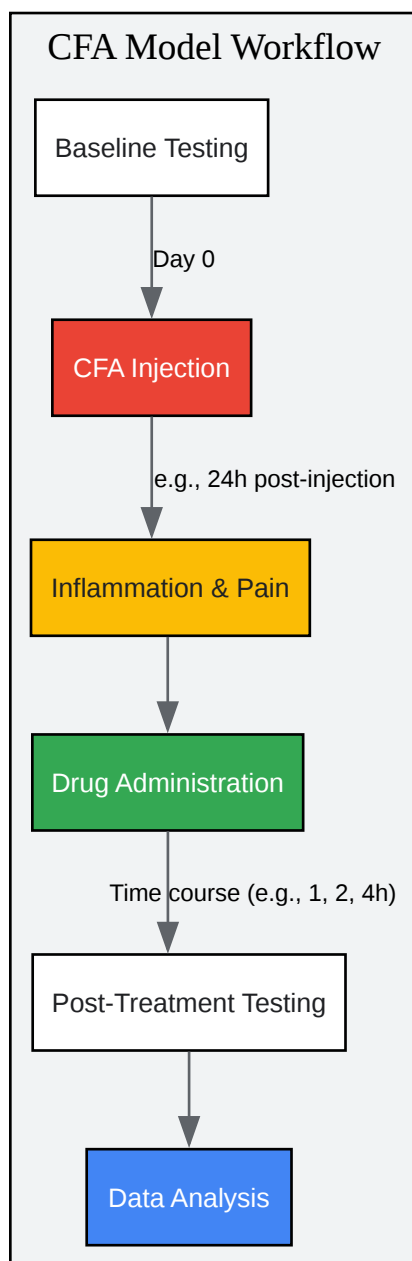 CFA Model Workflow
Baseline Testing
Day 0
CFA Injection
e.g., 24h post-injection
Inflammation & Pain
Drug Administration
Time course (e.g., 1, 2, 4h)
Post-Treatment Testing
Data Analysis